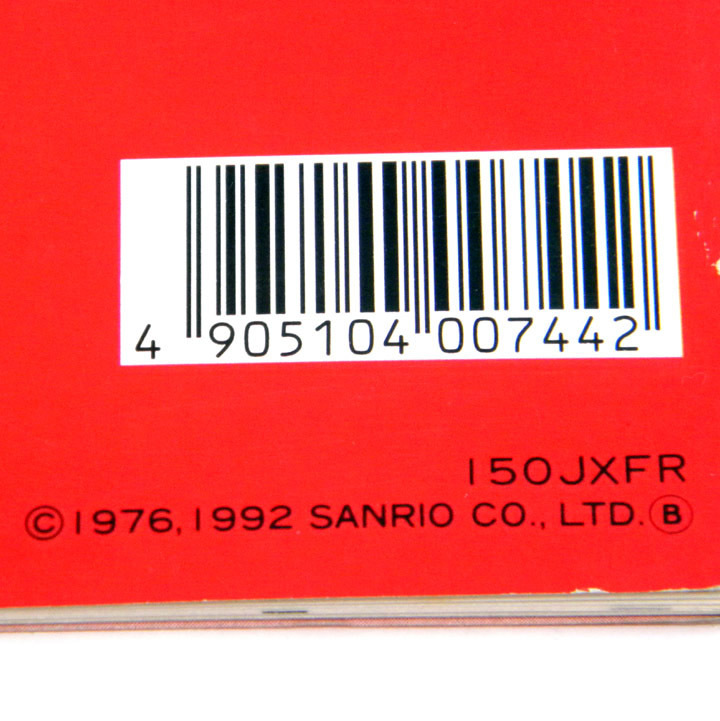 4 905104 007442
150JXFR
©1976,1992 SANRIO CO., LTD. Ⓑ